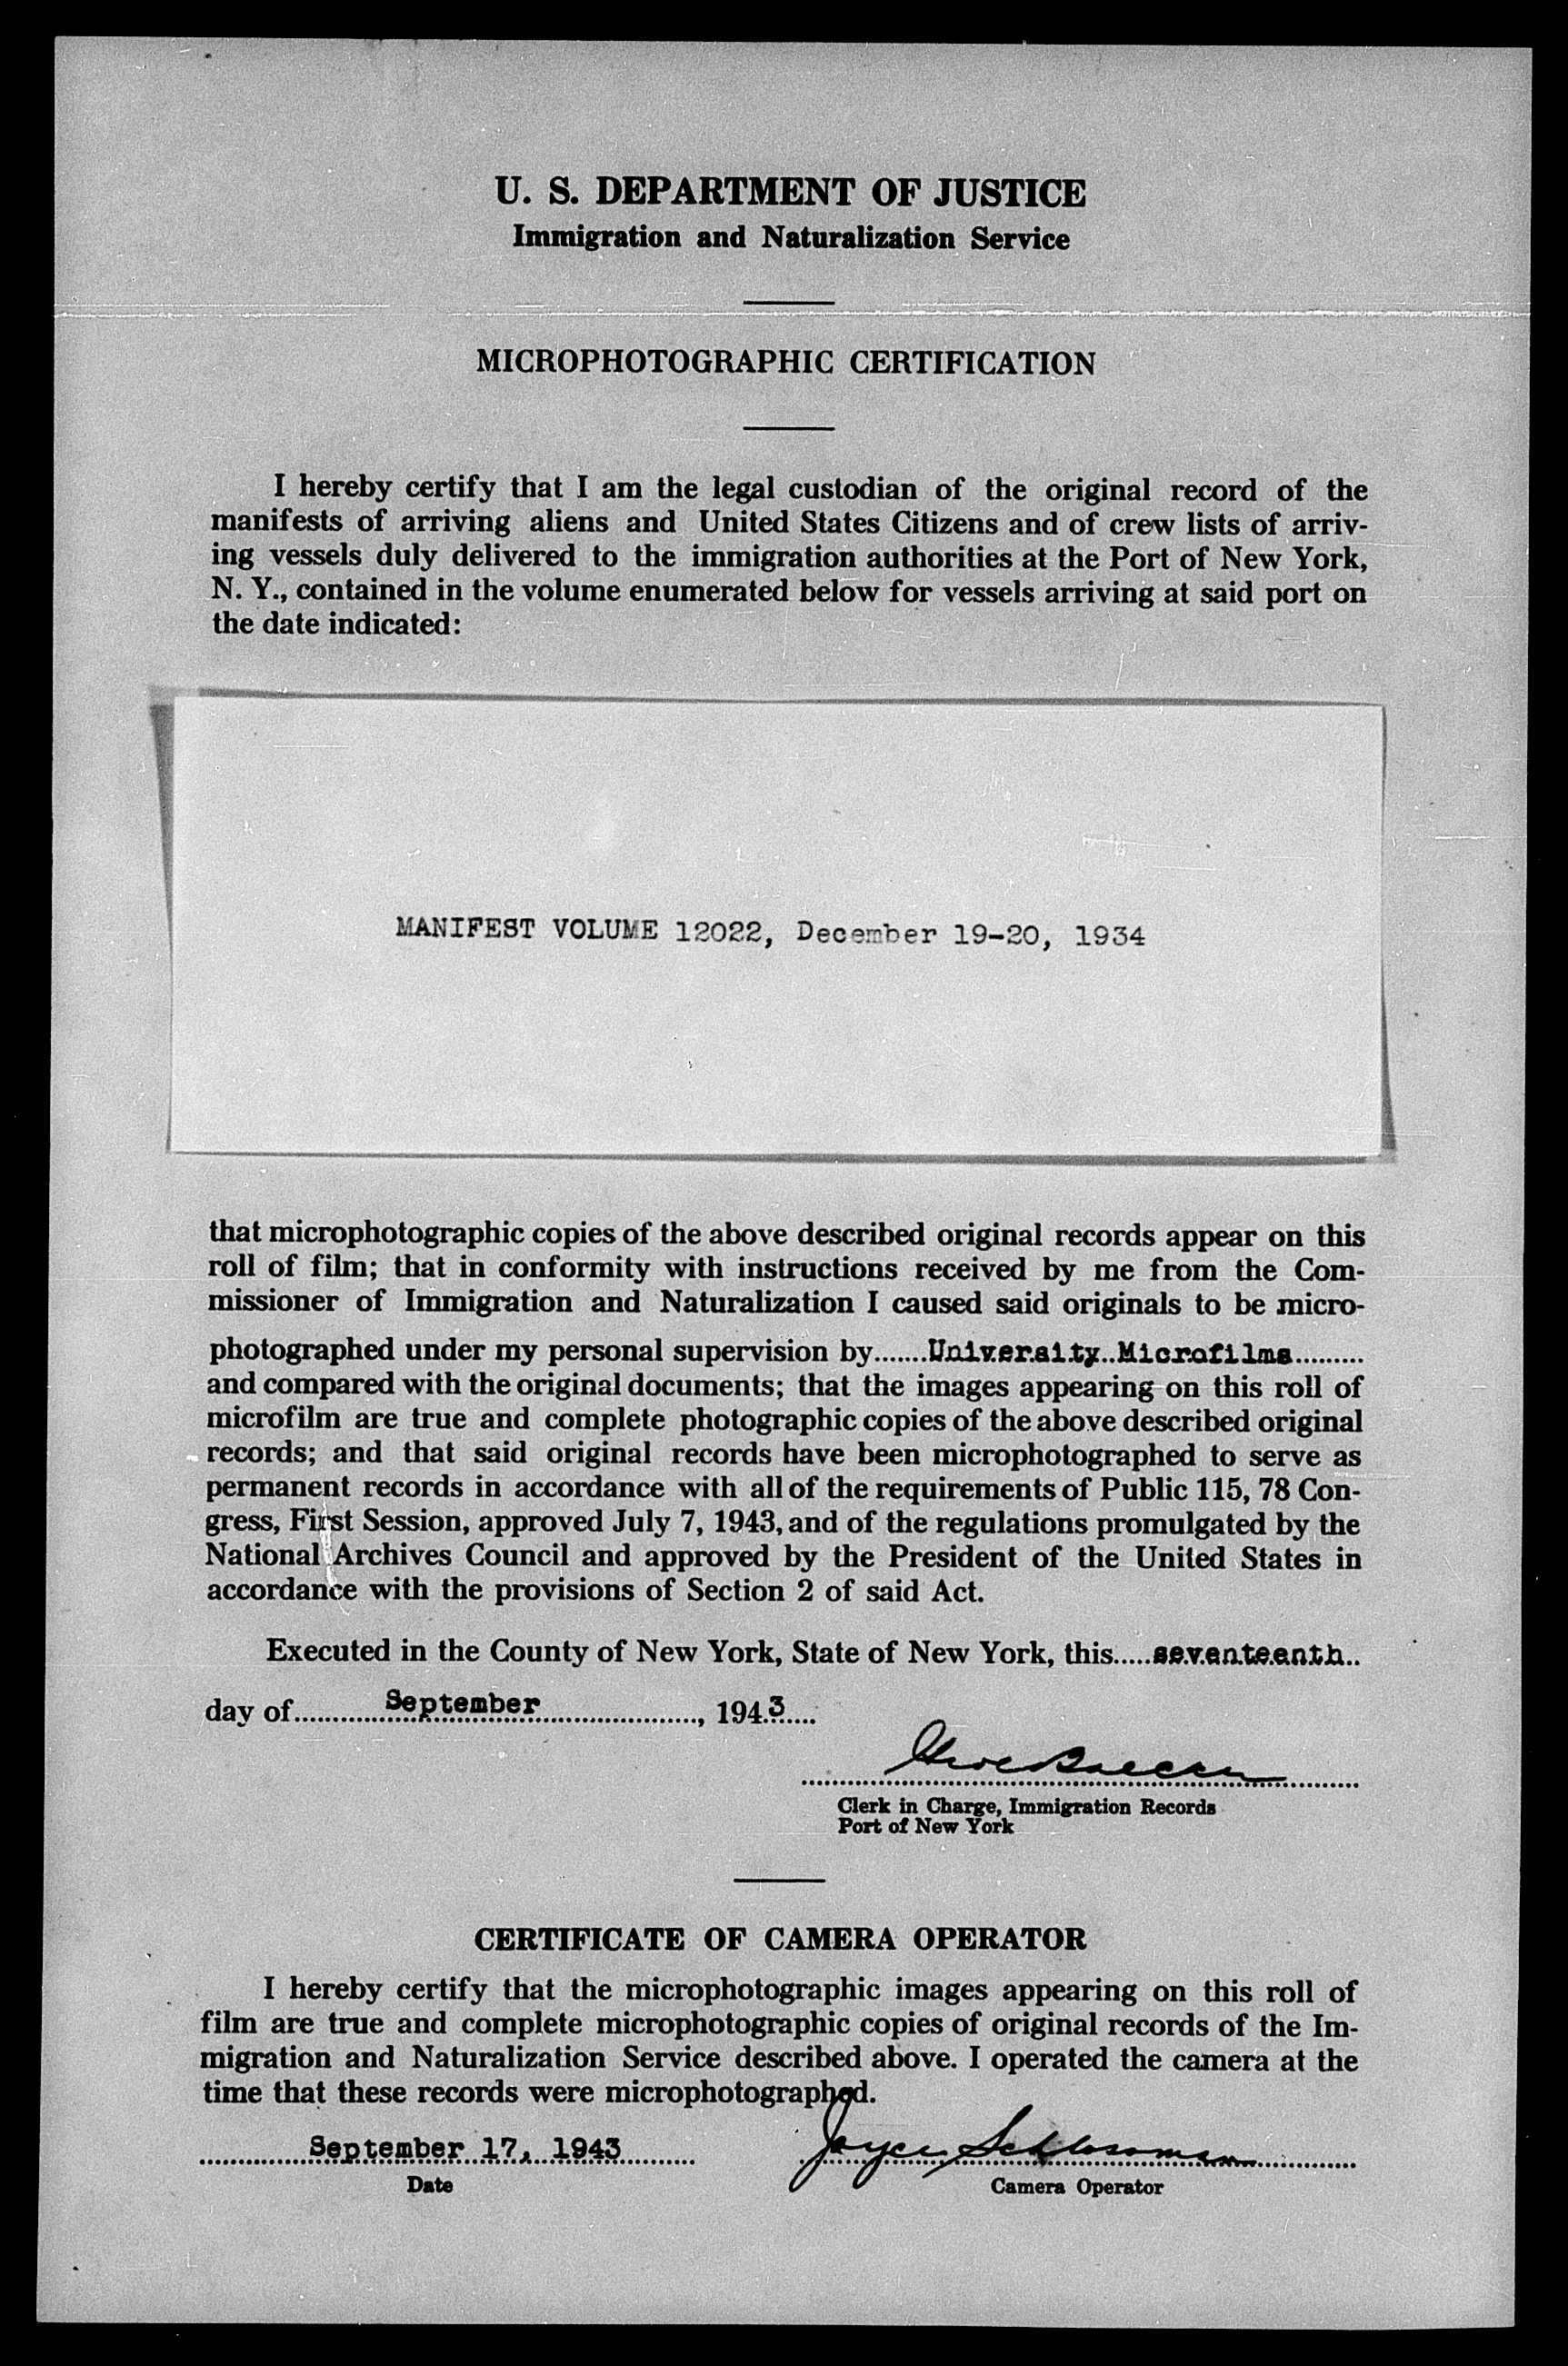 U. S. DEPARTMENT OF JUSTICE
Immigration and Naturalization Service
MICROPHOTOGRAPHIC CERTIFICATION
I hereby certify that I am the legal custodian of the original record of the
manifests of arriving aliens and United States Citizens and of crew lists of arriv-
ing vessels duly delivered to the immigration authorities at the Port of New York,
N. Y., contained in the volume enumerated below for vessels arriving at said port on
the date indicated:
MANIFEST VOLUME 12022, December 19-20, 1934
that microphotographic copies of the above described original records appear on this
roll of film; that in conformity with instructions received by me from the Com-
missioner of Immigration and Naturalization I caused said originals to be micro-
photographed under my personal supervision by.......University Microfilms.........
and compared with the original documents; that the images appearing on this roll of
microfilm are true and complete photographic copies of the above described original
records; and that said original records have been microphotographed to serve as
permanent records in accordance with all of the requirements of Public 115, 78 Con-
gress, First Session, approved July 7, 1943, and of the regulations promulgated by the
National Archives Council and approved by the President of the United States in
accordance with the provisions of Section 2 of said Act.
Executed in the County of New York, State of New York, this.....seventeenth..
day of............September......................, 1943....
Clerk in Charge, Immigration Records
Port of New York
CERTIFICATE OF CAMERA OPERATOR
I hereby certify that the microphotographic images appearing on this roll of
film are true and complete microphotographic copies of original records of the Im-
migration and Naturalization Service described above. I operated the camera at the
time that these records were microphotographed.
September 17, 1943 Joyce Schlossman
Date Camera Operator